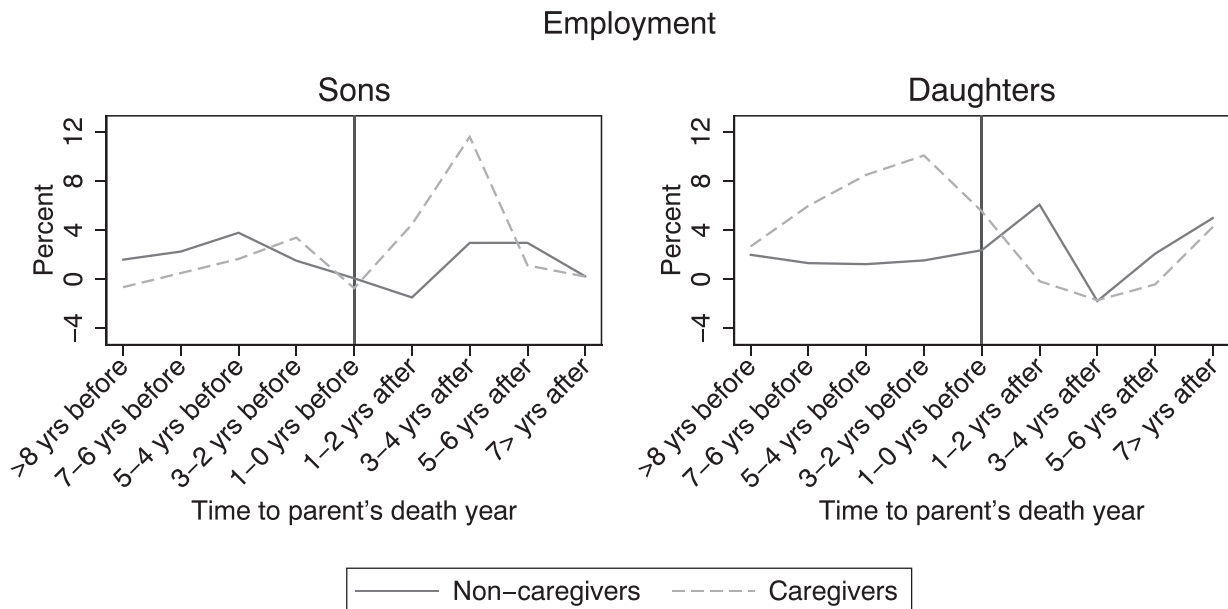 Employment
Sons
Percent
12
8
4
0
−4
>8 yrs before
7−6 yrs before
5−4 yrs before
3−2 yrs before
1−0 yrs before
1−2 yrs after
3−4 yrs after
5−6 yrs after
7> yrs after
Time to parent's death year
Daughters
Percent
12
8
4
0
−4
>8 yrs before
7−6 yrs before
5−4 yrs before
3−2 yrs before
1−0 yrs before
1−2 yrs after
3−4 yrs after
5−6 yrs after
7> yrs after
Time to parent's death year
Non−caregivers
Caregivers